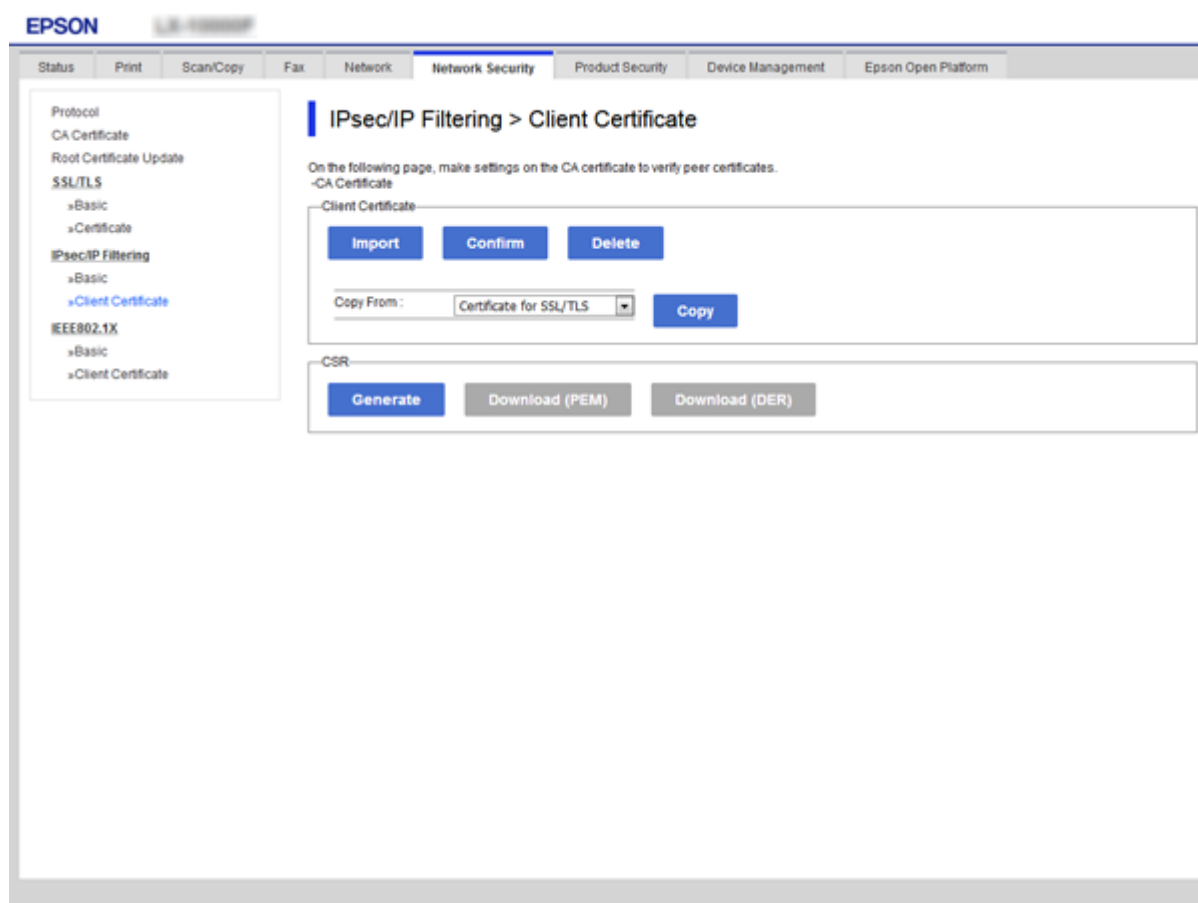 EPSON
Status Print Scan/Copy Fax Network Network Security Product Security Device Management Epson Open Platform
Protocol
CA Certificate
Root Certificate Update
SSL/TLS
»Basic
»Certificate
IPsec/IP Filtering
»Basic
»Client Certificate
IEEE802.1X
»Basic
»Client Certificate
IPsec/IP Filtering > Client Certificate
On the following page, make settings on the CA certificate to verify peer certificates.
-CA Certificate
Client Certificate
Import Confirm Delete
Copy From : Certificate for SSL/TLS Copy
CSR
Generate Download (PEM) Download (DER)